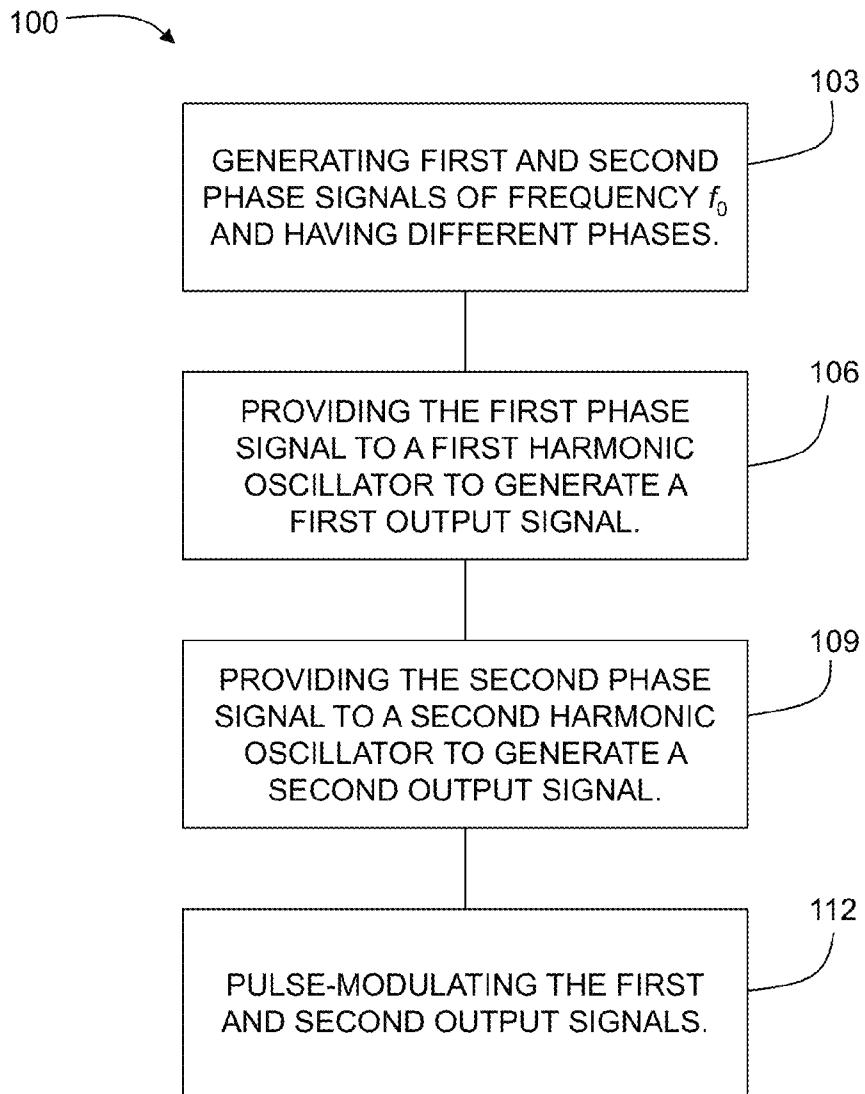 100
103
GENERATING FIRST AND SECOND
PHASE SIGNALS OF FREQUENCY f0
AND HAVING DIFFERENT PHASES.
106
PROVIDING THE FIRST PHASE
SIGNAL TO A FIRST HARMONIC
OSCILLATOR TO GENERATE A
FIRST OUTPUT SIGNAL.
109
PROVIDING THE SECOND PHASE
SIGNAL TO A SECOND HARMONIC
OSCILLATOR TO GENERATE A
SECOND OUTPUT SIGNAL.
112
PULSE-MODULATING THE FIRST
AND SECOND OUTPUT SIGNALS.